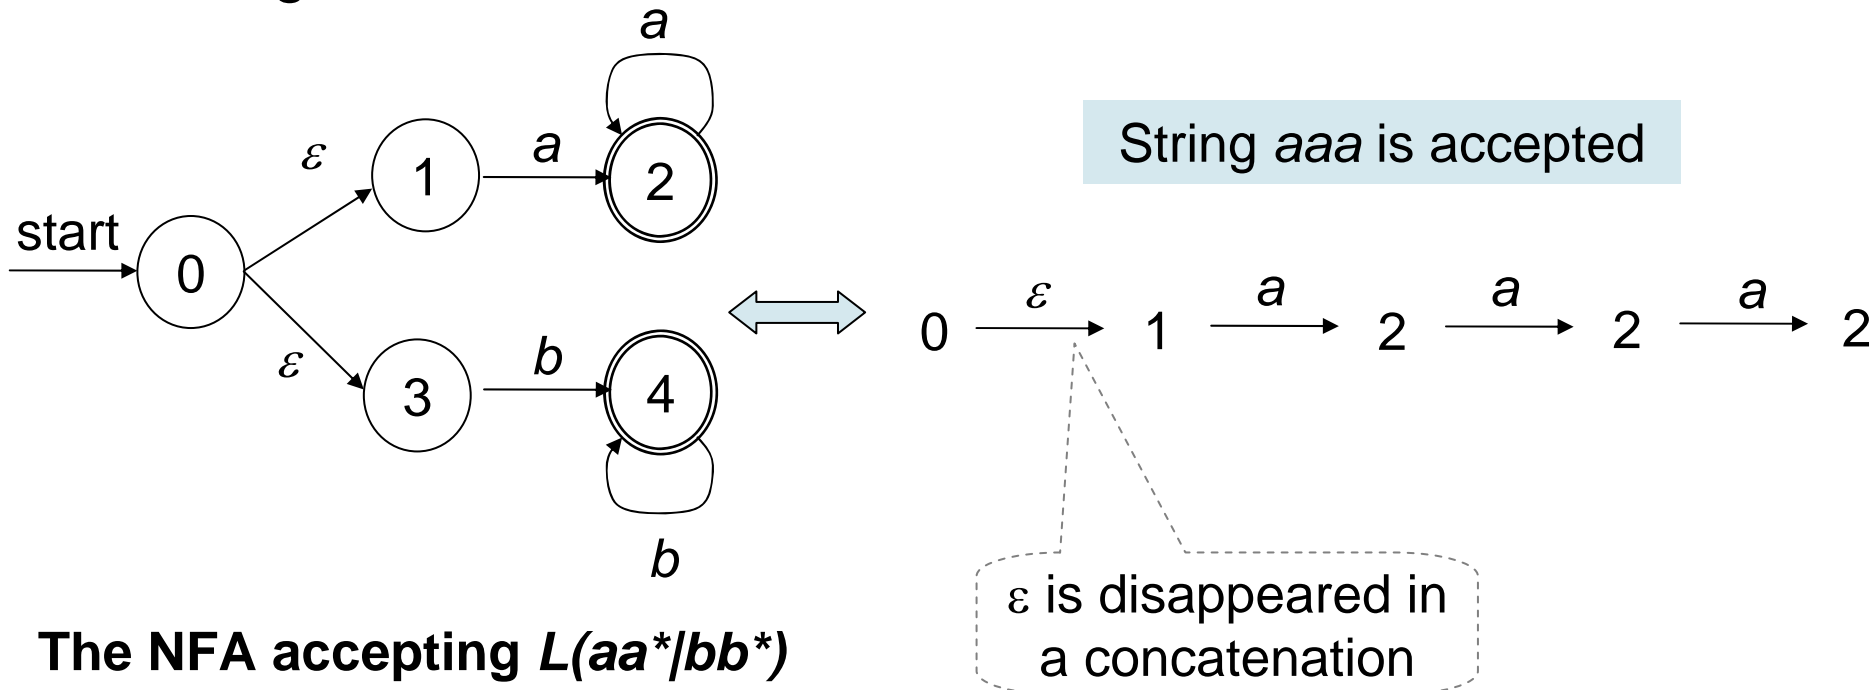 a
ε 1 a 2
String aaa is accepted
start 0
ε 3 b 4
b
0 ε 1 a 2 a 2 a 2
ε is disappeared in
a concatenation
The NFA accepting L(aa*|bb*)